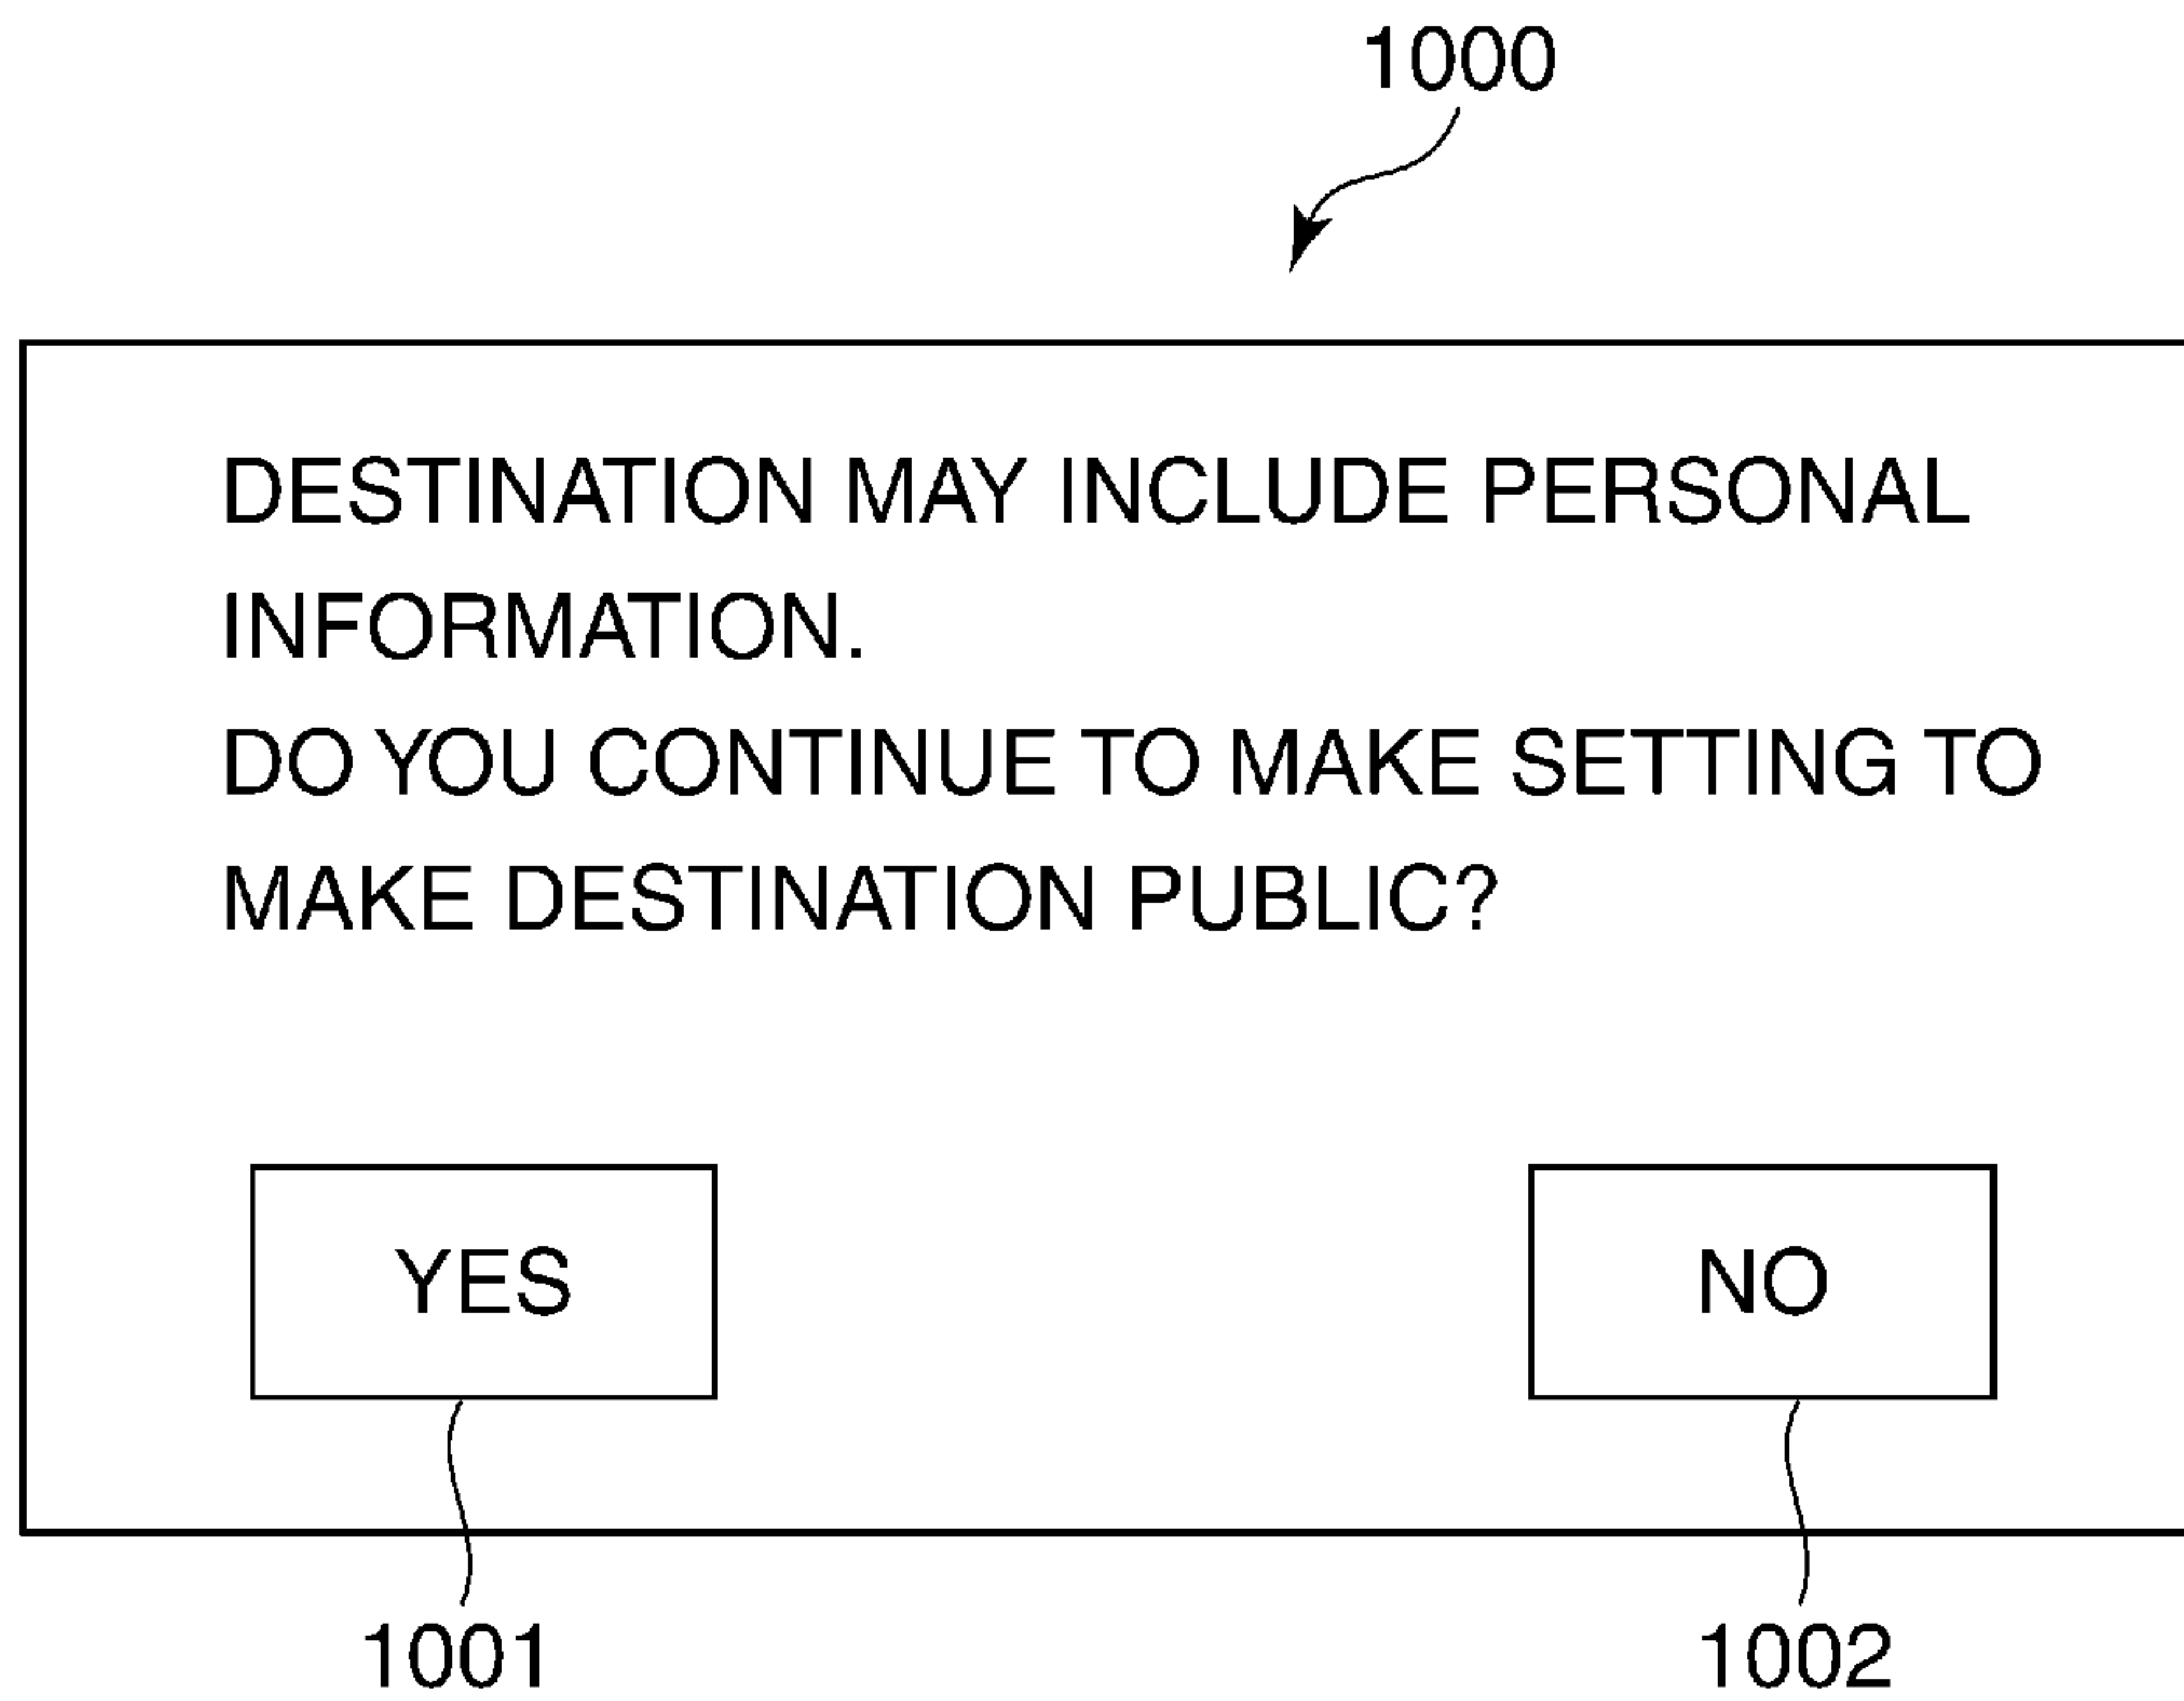 1000
DESTINATION MAY INCLUDE PERSONAL
INFORMATION.
DO YOU CONTINUE TO MAKE SETTING TO
MAKE DESTINATION PUBLIC?
YES NO
1001 1002